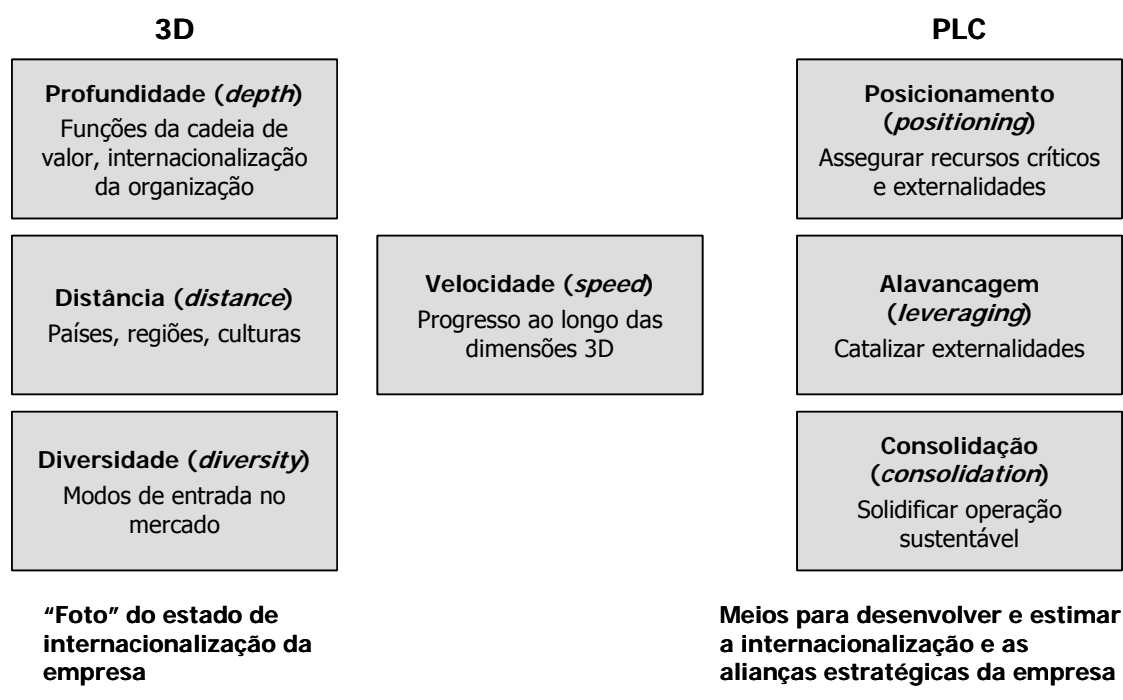 3D
Profundidade (depth)
Funções da cadeia de
valor, internacionalização
da organização
Distância (distance)
Países, regiões, culturas
Diversidade (diversity)
Modos de entrada no
mercado
“Foto” do estado de
internacionalização da
empresa
Velocidade (speed)
Progresso ao longo das
dimensões 3D
PLC
Posicionamento
(positioning)
Assegurar recursos críticos
e externalidades
Alavancagem
(leveraging)
Catalizar externalidades
Consolidação
(consolidation)
Solidificar operação
sustentável
Meios para desenvolver e estimar
a internacionalização e as
alianças estratégicas da empresa